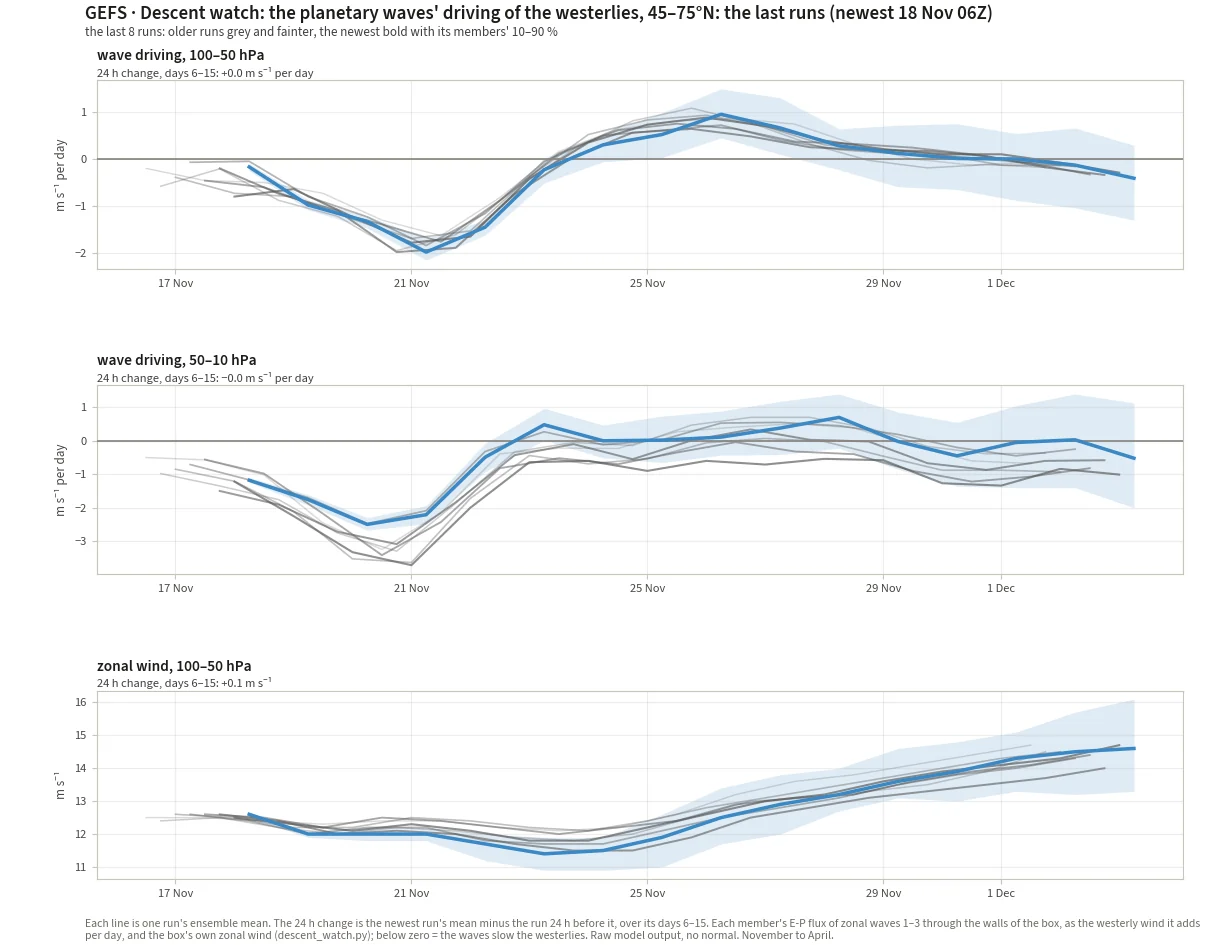 GEFS · Descent watch: the planetary waves' driving of the westerlies, 45–75°N: the last runs (newest 18 Nov 06Z)
the last 8 runs: older runs grey and fainter, the newest bold with its members' 10–90 %
wave driving, 100–50 hPa
24 h change, days 6–15: +0.0 m s⁻¹ per day
1
0
−1
−2
m s⁻¹ per day
17 Nov
21 Nov
25 Nov
29 Nov
1 Dec
wave driving, 50–10 hPa
24 h change, days 6–15: −0.0 m s⁻¹ per day
1
0
−1
−2
−3
m s⁻¹ per day
17 Nov
21 Nov
25 Nov
29 Nov
1 Dec
zonal wind, 100–50 hPa
24 h change, days 6–15: +0.1 m s⁻¹
16
15
14
13
12
11
m s⁻¹
17 Nov
21 Nov
25 Nov
29 Nov
1 Dec
Each line is one run's ensemble mean. The 24 h change is the newest run's mean minus the run 24 h before it, over its days 6–15. Each member's E-P flux of zonal waves 1–3 through the walls of the box, as the westerly wind it adds
per day, and the box's own zonal wind (descent_watch.py); below zero = the waves slow the westerlies. Raw model output, no normal. November to April.